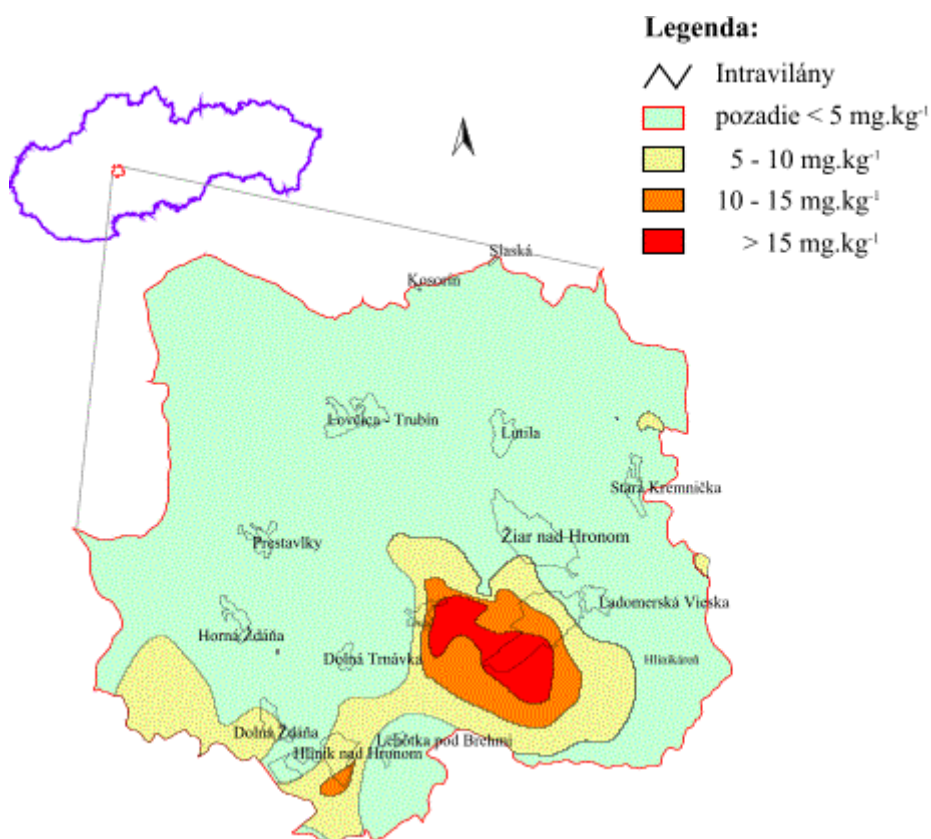 Legenda:
Intravilány
pozadie < 5 mg.kg⁻¹
5 - 10 mg.kg⁻¹
10 - 15 mg.kg⁻¹
> 15 mg.kg⁻¹
Slaská
Kosorín
Lovčica - Trubín
Lutila
Stará Kremnička
Prestavlky
Žiar nad Hronom
Ladomerská Vieska
Horná Ždáňa
Dolná Trnávka
Hliníkáreň
Dolná Ždáňa
Lehôtka pod Brehmi
Hliník nad Hronom